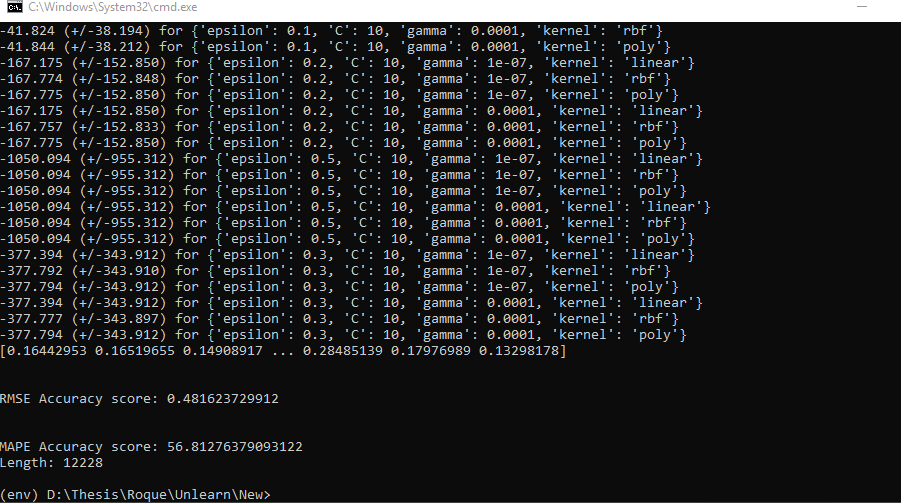 C:\Windows\System32\cmd.exe
-41.824 (+/-38.194) for {'epsilon': 0.1, 'C': 10, 'gamma': 0.0001, 'kernel': 'rbf'}
-41.844 (+/-38.212) for {'epsilon': 0.1, 'C': 10, 'gamma': 0.0001, 'kernel': 'poly'}
-167.175 (+/-152.850) for {'epsilon': 0.2, 'C': 10, 'gamma': 1e-07, 'kernel': 'linear'}
-167.774 (+/-152.848) for {'epsilon': 0.2, 'C': 10, 'gamma': 1e-07, 'kernel': 'rbf'}
-167.775 (+/-152.850) for {'epsilon': 0.2, 'C': 10, 'gamma': 1e-07, 'kernel': 'poly'}
-167.175 (+/-152.850) for {'epsilon': 0.2, 'C': 10, 'gamma': 0.0001, 'kernel': 'linear'}
-167.757 (+/-152.833) for {'epsilon': 0.2, 'C': 10, 'gamma': 0.0001, 'kernel': 'rbf'}
-167.775 (+/-152.850) for {'epsilon': 0.2, 'C': 10, 'gamma': 0.0001, 'kernel': 'poly'}
-1050.094 (+/-955.312) for {'epsilon': 0.5, 'C': 10, 'gamma': 1e-07, 'kernel': 'linear'}
-1050.094 (+/-955.312) for {'epsilon': 0.5, 'C': 10, 'gamma': 1e-07, 'kernel': 'rbf'}
-1050.094 (+/-955.312) for {'epsilon': 0.5, 'C': 10, 'gamma': 1e-07, 'kernel': 'poly'}
-1050.094 (+/-955.312) for {'epsilon': 0.5, 'C': 10, 'gamma': 0.0001, 'kernel': 'linear'}
-1050.094 (+/-955.312) for {'epsilon': 0.5, 'C': 10, 'gamma': 0.0001, 'kernel': 'rbf'}
-1050.094 (+/-955.312) for {'epsilon': 0.5, 'C': 10, 'gamma': 0.0001, 'kernel': 'poly'}
-377.394 (+/-343.912) for {'epsilon': 0.3, 'C': 10, 'gamma': 1e-07, 'kernel': 'linear'}
-377.792 (+/-343.910) for {'epsilon': 0.3, 'C': 10, 'gamma': 1e-07, 'kernel': 'rbf'}
-377.794 (+/-343.912) for {'epsilon': 0.3, 'C': 10, 'gamma': 1e-07, 'kernel': 'poly'}
-377.394 (+/-343.912) for {'epsilon': 0.3, 'C': 10, 'gamma': 0.0001, 'kernel': 'linear'}
-377.777 (+/-343.897) for {'epsilon': 0.3, 'C': 10, 'gamma': 0.0001, 'kernel': 'rbf'}
-377.794 (+/-343.912) for {'epsilon': 0.3, 'C': 10, 'gamma': 0.0001, 'kernel': 'poly'}
[0.16442953 0.16519655 0.14908917 ... 0.28485139 0.17976989 0.13298178]
RMSE Accuracy score: 0.481623729912
MAPE Accuracy score: 56.81276379093122
Length: 12228
(env) D:\Thesis\Roque\Unlearn\New>